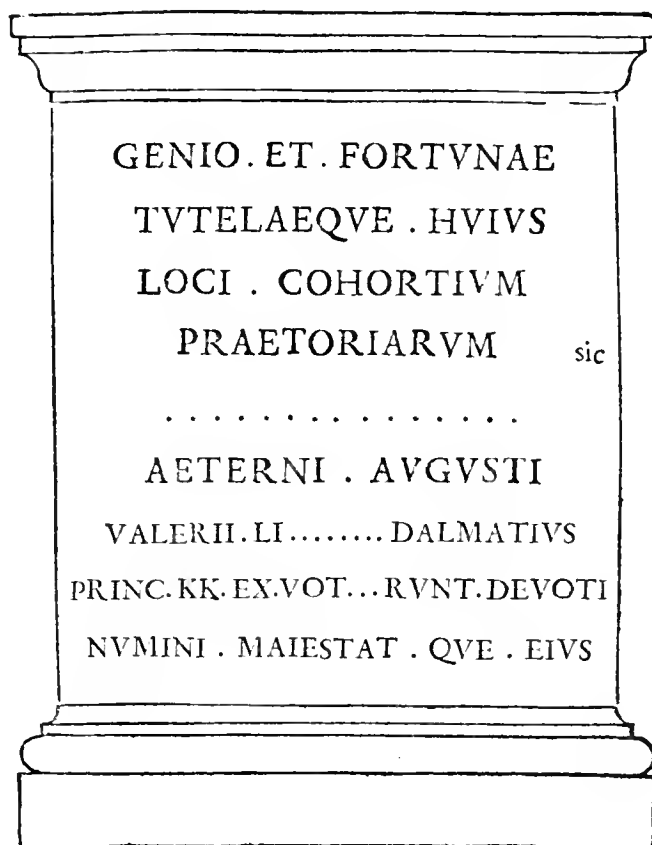 GENIO . ET . FORTVNAE
TVTELAEQVE . HVIVS
LOCI . COHORTIVM
PRAETORIARVM sic
. . . . . . . . . . . . . . .
AETERNI . AVGVSTI
VALERII . LI ........ DALMATIVS
PRINC. KK. EX.VOT...RVNT.DEVOTI
NVMINI . MAIESTAT . QVE . EIVS